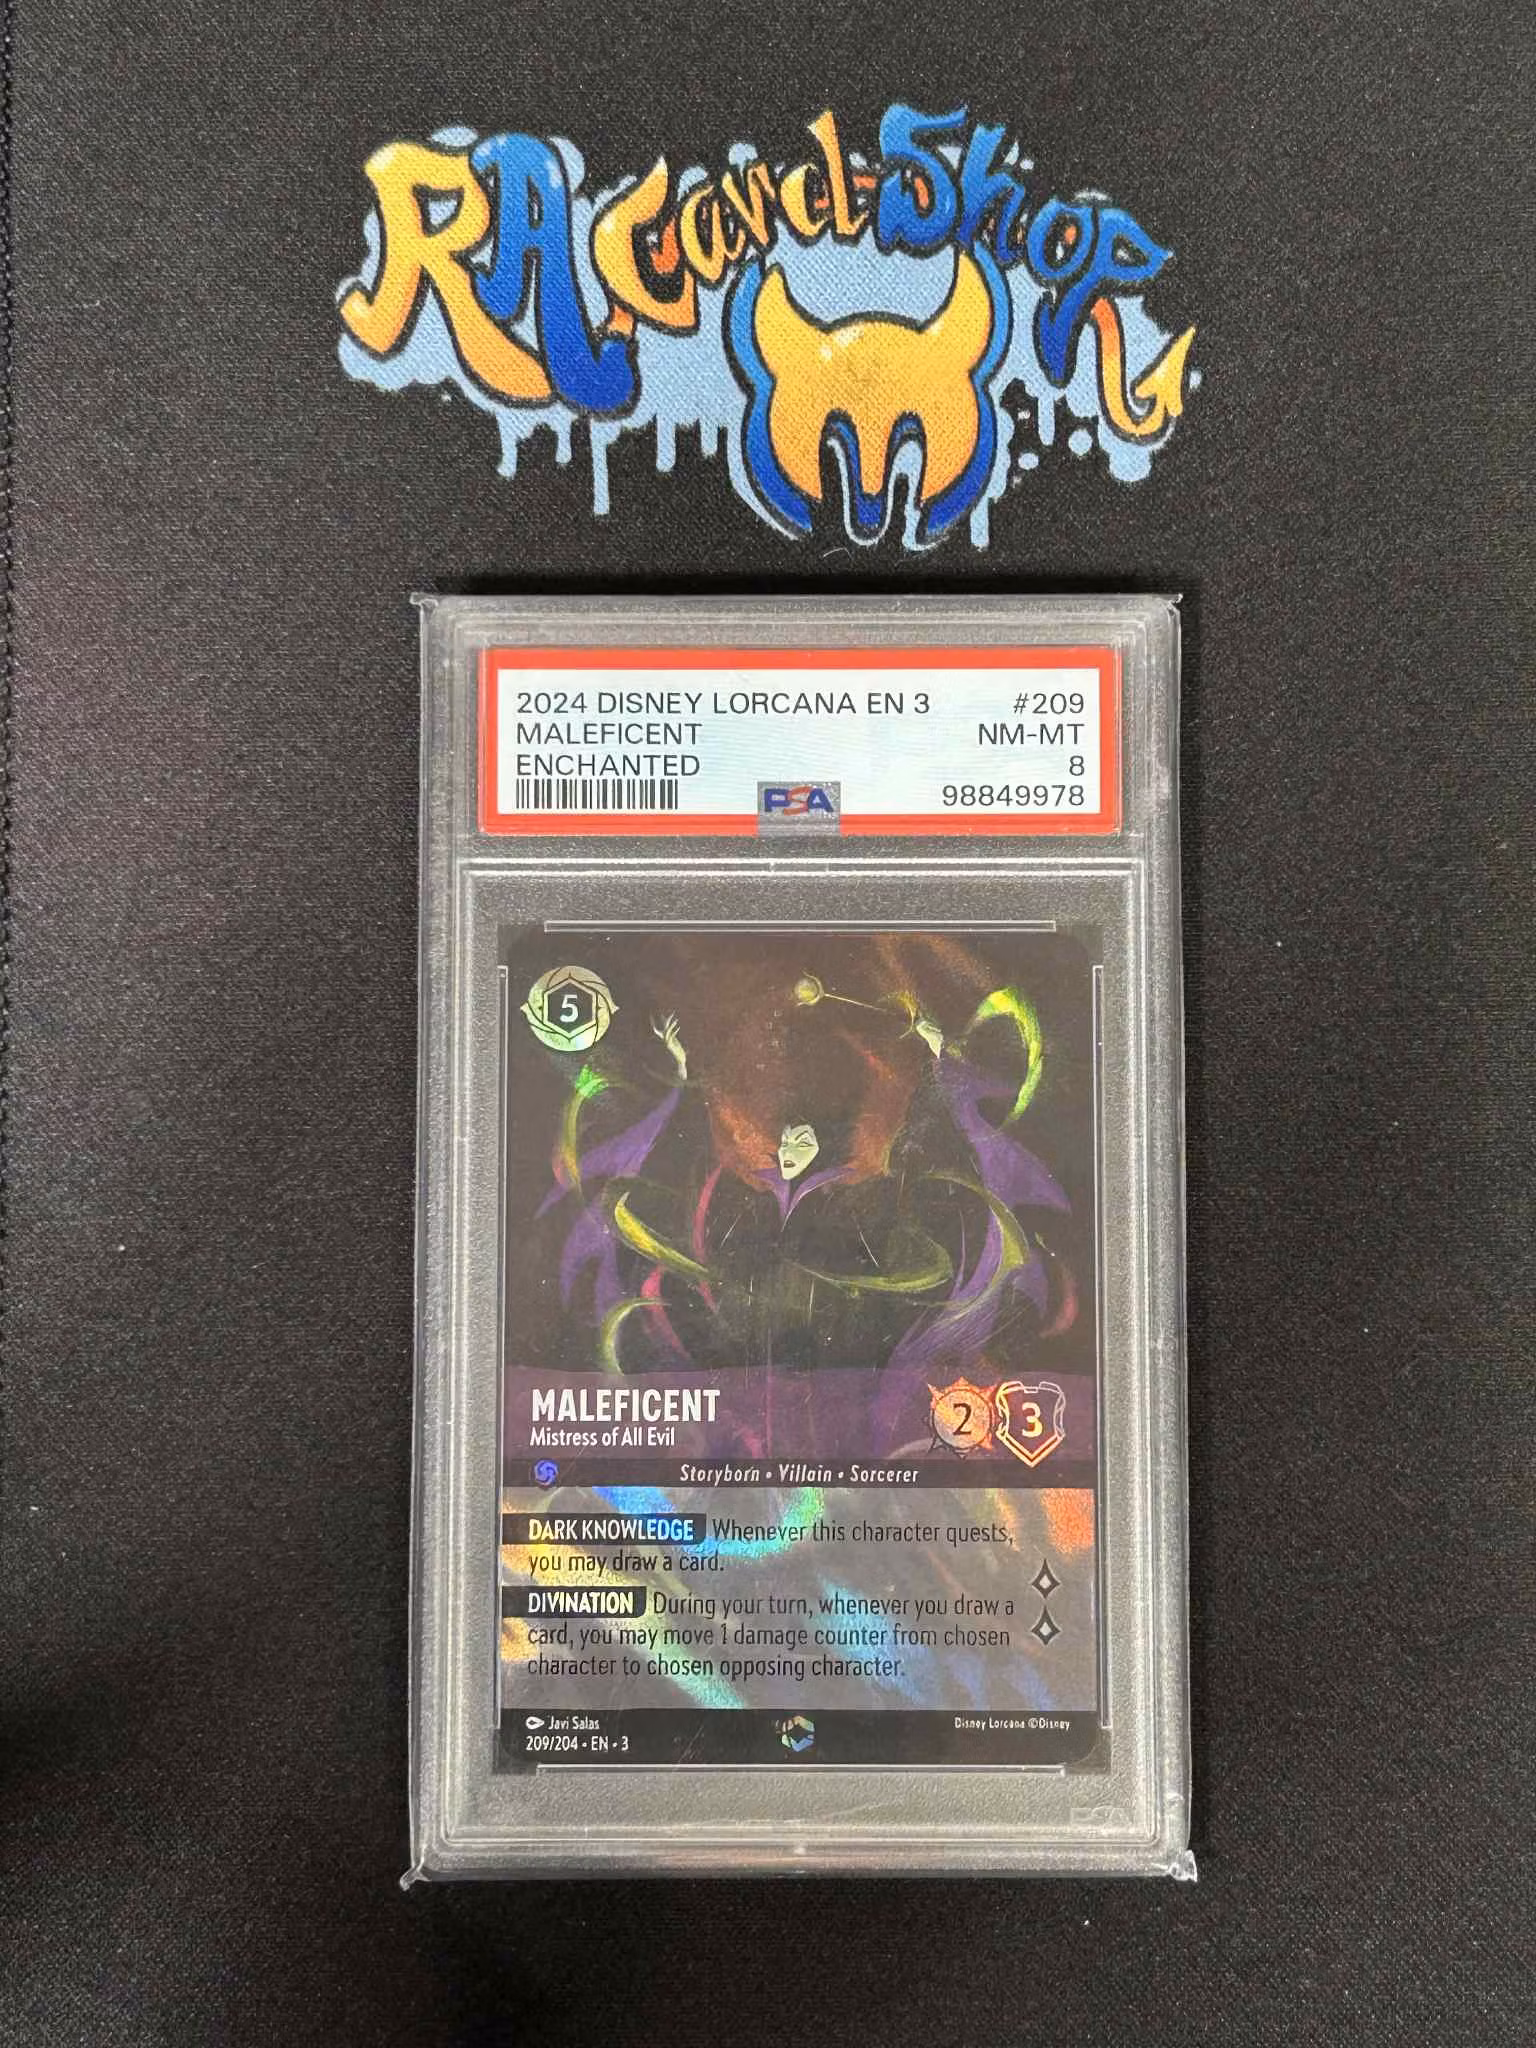 RA Card Shop
2024 DISNEY LORCANA EN 3 #209
MALEFICENT NM-MT
ENCHANTED 8
PSA 98849978
5
MALEFICENT
Mistress of All Evil
2 3
Storyborn • Villain • Sorcerer
DARK KNOWLEDGE Whenever this character quests,
you may draw a card.
DIVINATION During your turn, whenever you draw a
card, you may move 1 damage counter from chosen
character to chosen opposing character.
Javi Salas
209/204 • EN • 3
Disney Lorcana ©Disney
PSA